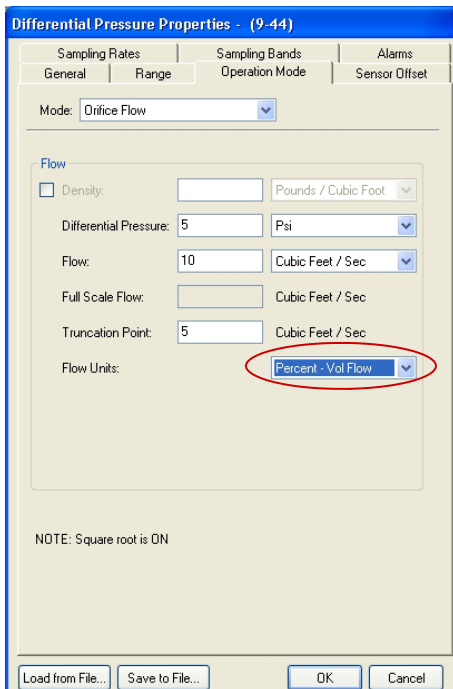 Differential Pressure Properties - (9-44)
Sampling Rates Sampling Bands Alarms
General Range Operation Mode Sensor Offset
Mode: Orifice Flow
Flow
Density: Pounds / Cubic Foot
Differential Pressure: 5 Psi
Flow: 10 Cubic Feet / Sec
Full Scale Flow: Cubic Feet / Sec
Truncation Point: 5 Cubic Feet / Sec
Flow Units: Percent - Vol Flow
NOTE: Square root is ON
Load from File... Save to File... OK Cancel